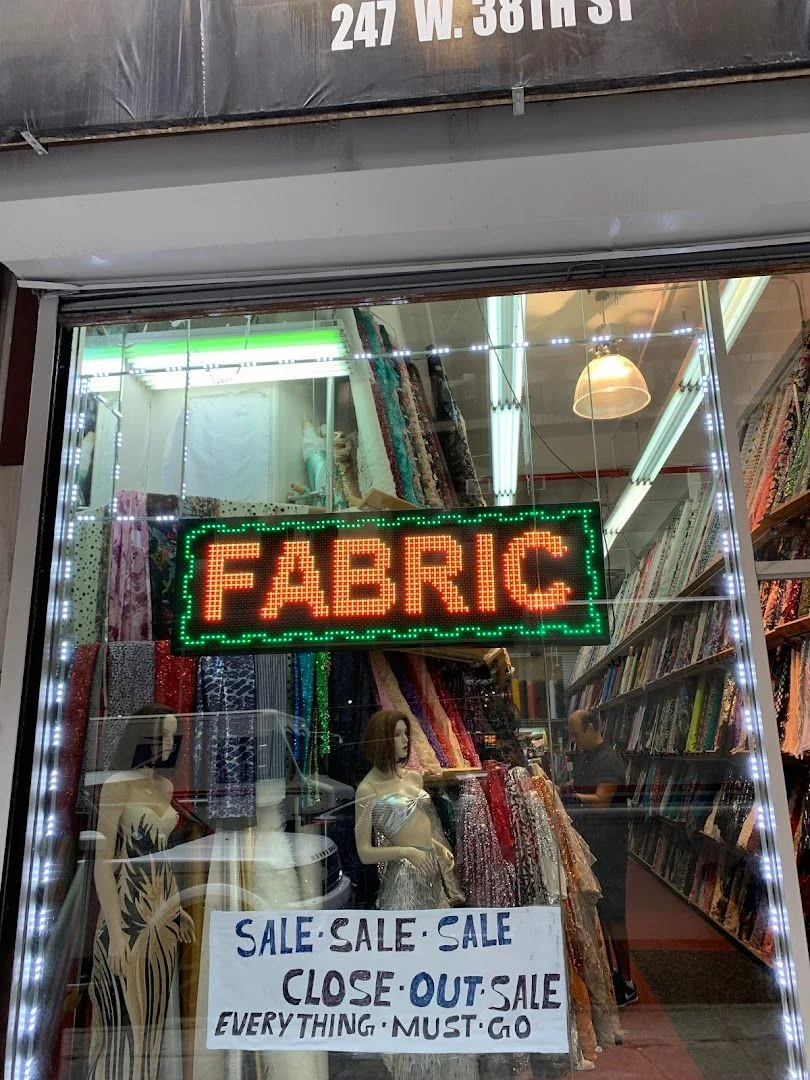 247 W. 38TH ST
FABRIC
SALE·SALE·SALE
CLOSE·OUT·SALE
EVERYTHING·MUST·GO